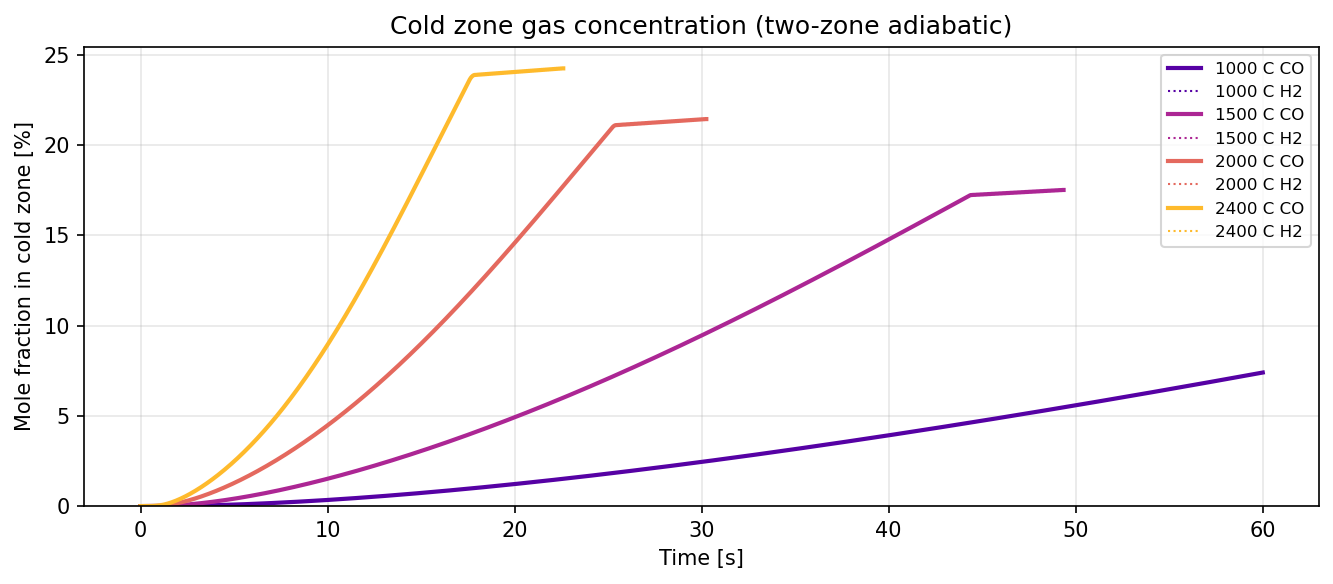 Cold zone gas concentration (two-zone adiabatic)
Mole fraction in cold zone [%]
25
20
15
10
5
0
0 10 20 30 40 50 60
Time [s]
1000 C CO
1000 C H2
1500 C CO
1500 C H2
2000 C CO
2000 C H2
2400 C CO
2400 C H2